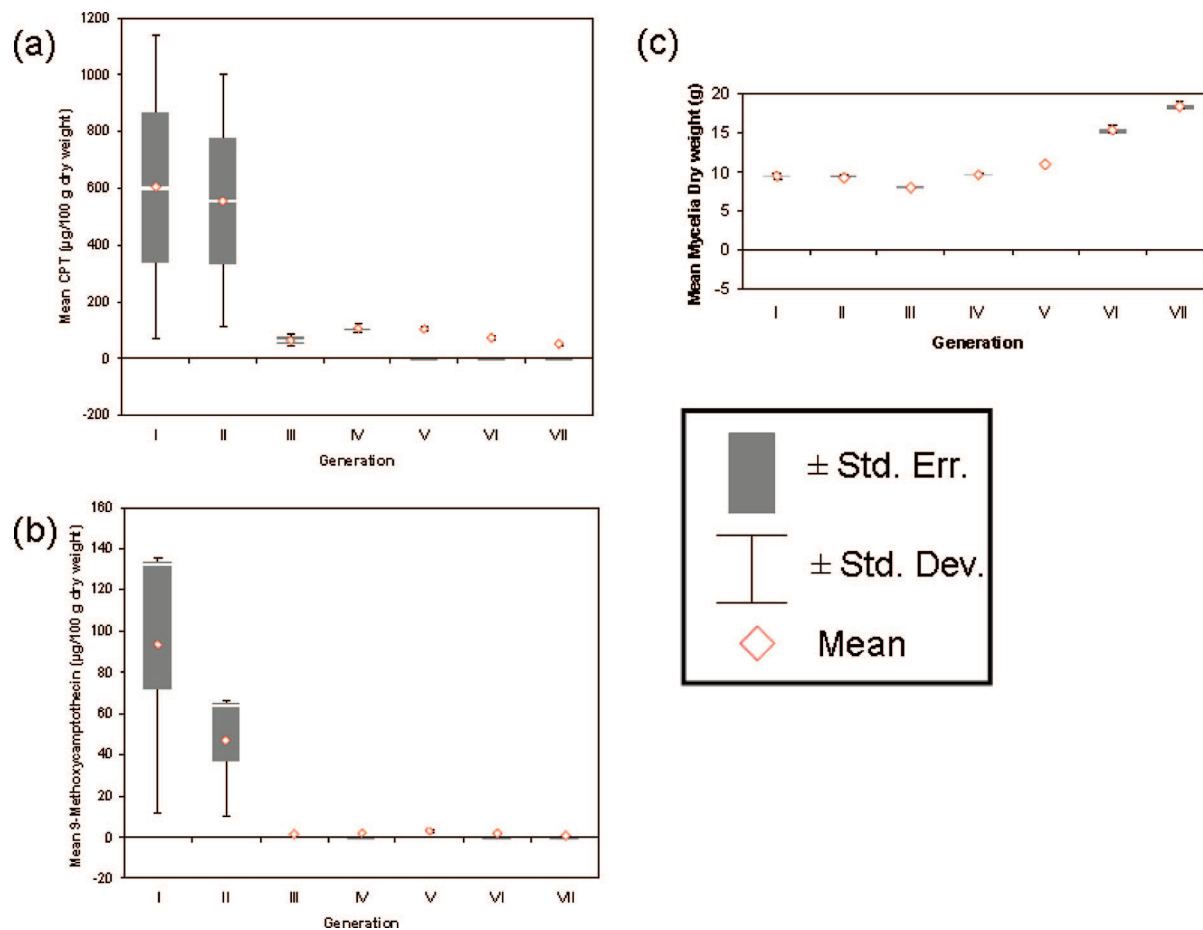 (a)
Mean CPT (µg/100 g dry weight)
1200
1000
800
600
400
200
0
-200
I II III IV V VI VII
Generation
(b)
Mean 9-Methoxycamptothecin (µg/100 g dry weight)
160
140
120
100
80
60
40
20
0
-20
I II III IV V VI VII
Generation
(c)
Mean Mycelia Dry weight (g)
20
15
10
5
0
-5
I II III IV V VI VII
Generation
± Std. Err.
± Std. Dev.
Mean